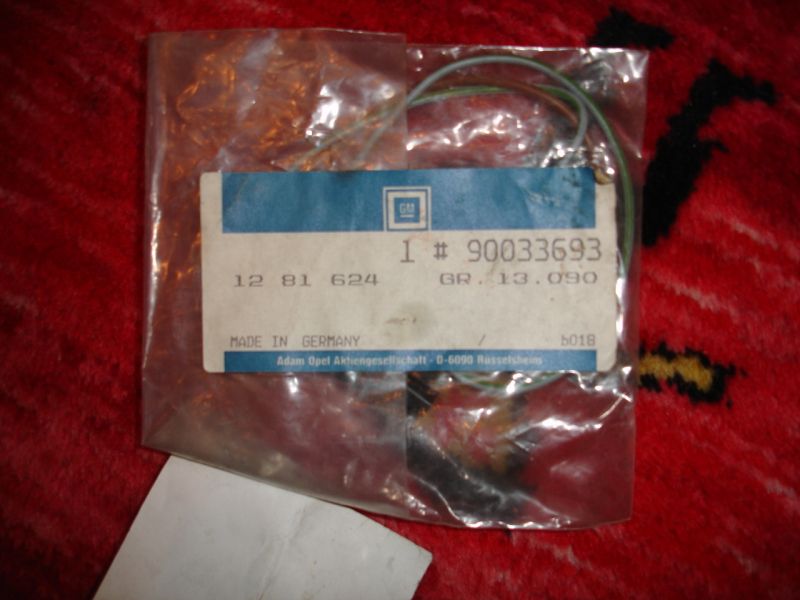 GM
1 # 90033693
12 81 624 GR. 13.090
MADE IN GERMANY / b018
Adam Opel Aktiengesellschaft - D-6090 Rüsselsheim